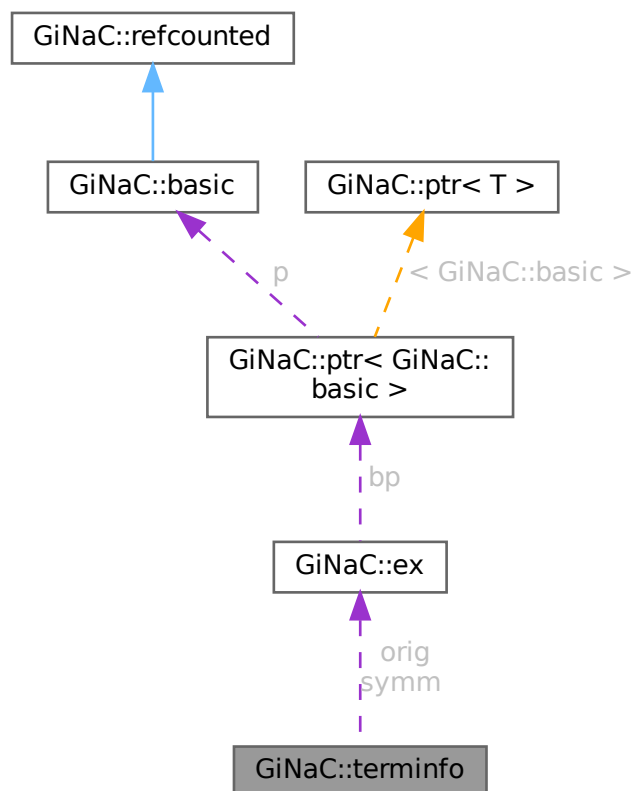 GiNaC::refcounted
GiNaC::basic
GiNaC::ptr< T >
p
< GiNaC::basic >
GiNaC::ptr< GiNaC::
basic >
bp
GiNaC::ex
orig
symm
GiNaC::terminfo